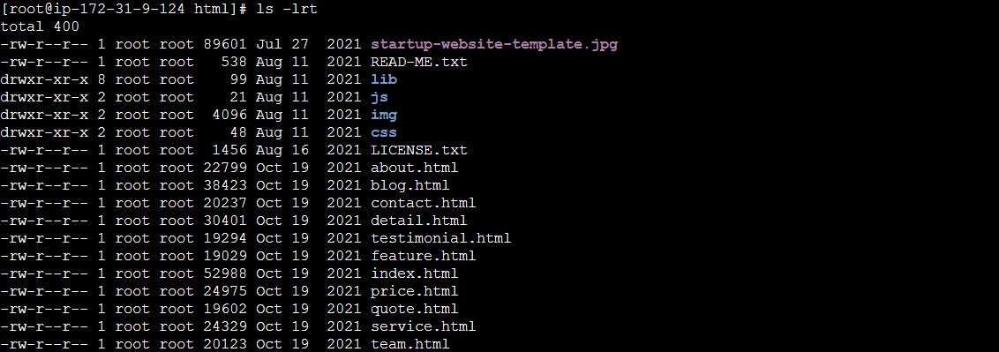 [root@ip-172-31-9-124 html]# ls -lrt
total 400
-rw-r--r-- 1 root root 89601 Jul 27  2021 startup-website-template.jpg
-rw-r--r-- 1 root root   538 Aug 11  2021 READ-ME.txt
drwxr-xr-x 8 root root    99 Aug 11  2021 lib
drwxr-xr-x 2 root root    21 Aug 11  2021 js
drwxr-xr-x 2 root root  4096 Aug 11  2021 img
drwxr-xr-x 2 root root    48 Aug 11  2021 css
-rw-r--r-- 1 root root  1456 Aug 16  2021 LICENSE.txt
-rw-r--r-- 1 root root 22799 Oct 19  2021 about.html
-rw-r--r-- 1 root root 38423 Oct 19  2021 blog.html
-rw-r--r-- 1 root root 20237 Oct 19  2021 contact.html
-rw-r--r-- 1 root root 30401 Oct 19  2021 detail.html
-rw-r--r-- 1 root root 19294 Oct 19  2021 testimonial.html
-rw-r--r-- 1 root root 19029 Oct 19  2021 feature.html
-rw-r--r-- 1 root root 52988 Oct 19  2021 index.html
-rw-r--r-- 1 root root 24975 Oct 19  2021 price.html
-rw-r--r-- 1 root root 19602 Oct 19  2021 quote.html
-rw-r--r-- 1 root root 24329 Oct 19  2021 service.html
-rw-r--r-- 1 root root 20123 Oct 19  2021 team.html